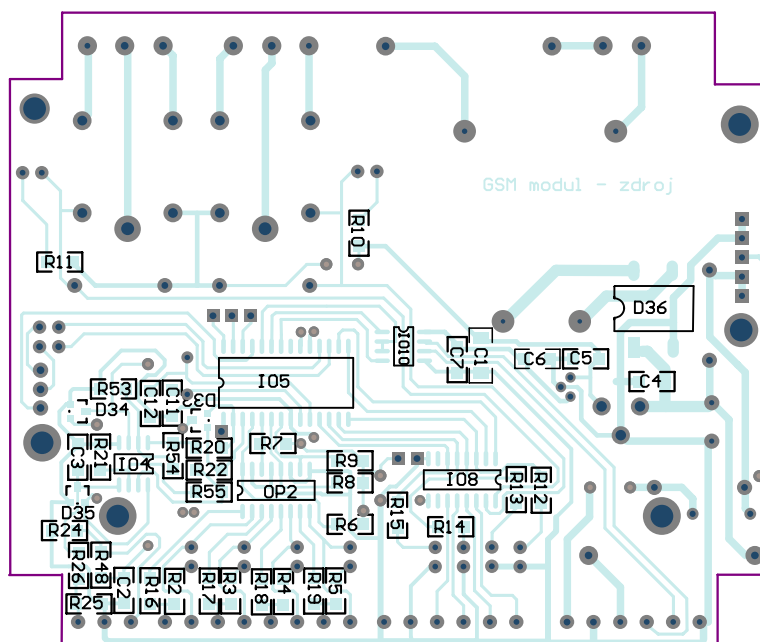 GSM modul - zdroj
R10
R11
D36
IO10
C7
C1
C6
C5
C4
IO5
R53
D34
C12
C11
D33
C3
R21
IO4
R54
R20
R22
R55
R7
OP2
R9
R8
R6
R15
IO8
R14
R13
R12
D35
R24
R26
R48
R25
C2
R16
R2
R17
R3
R18
R4
R19
R5